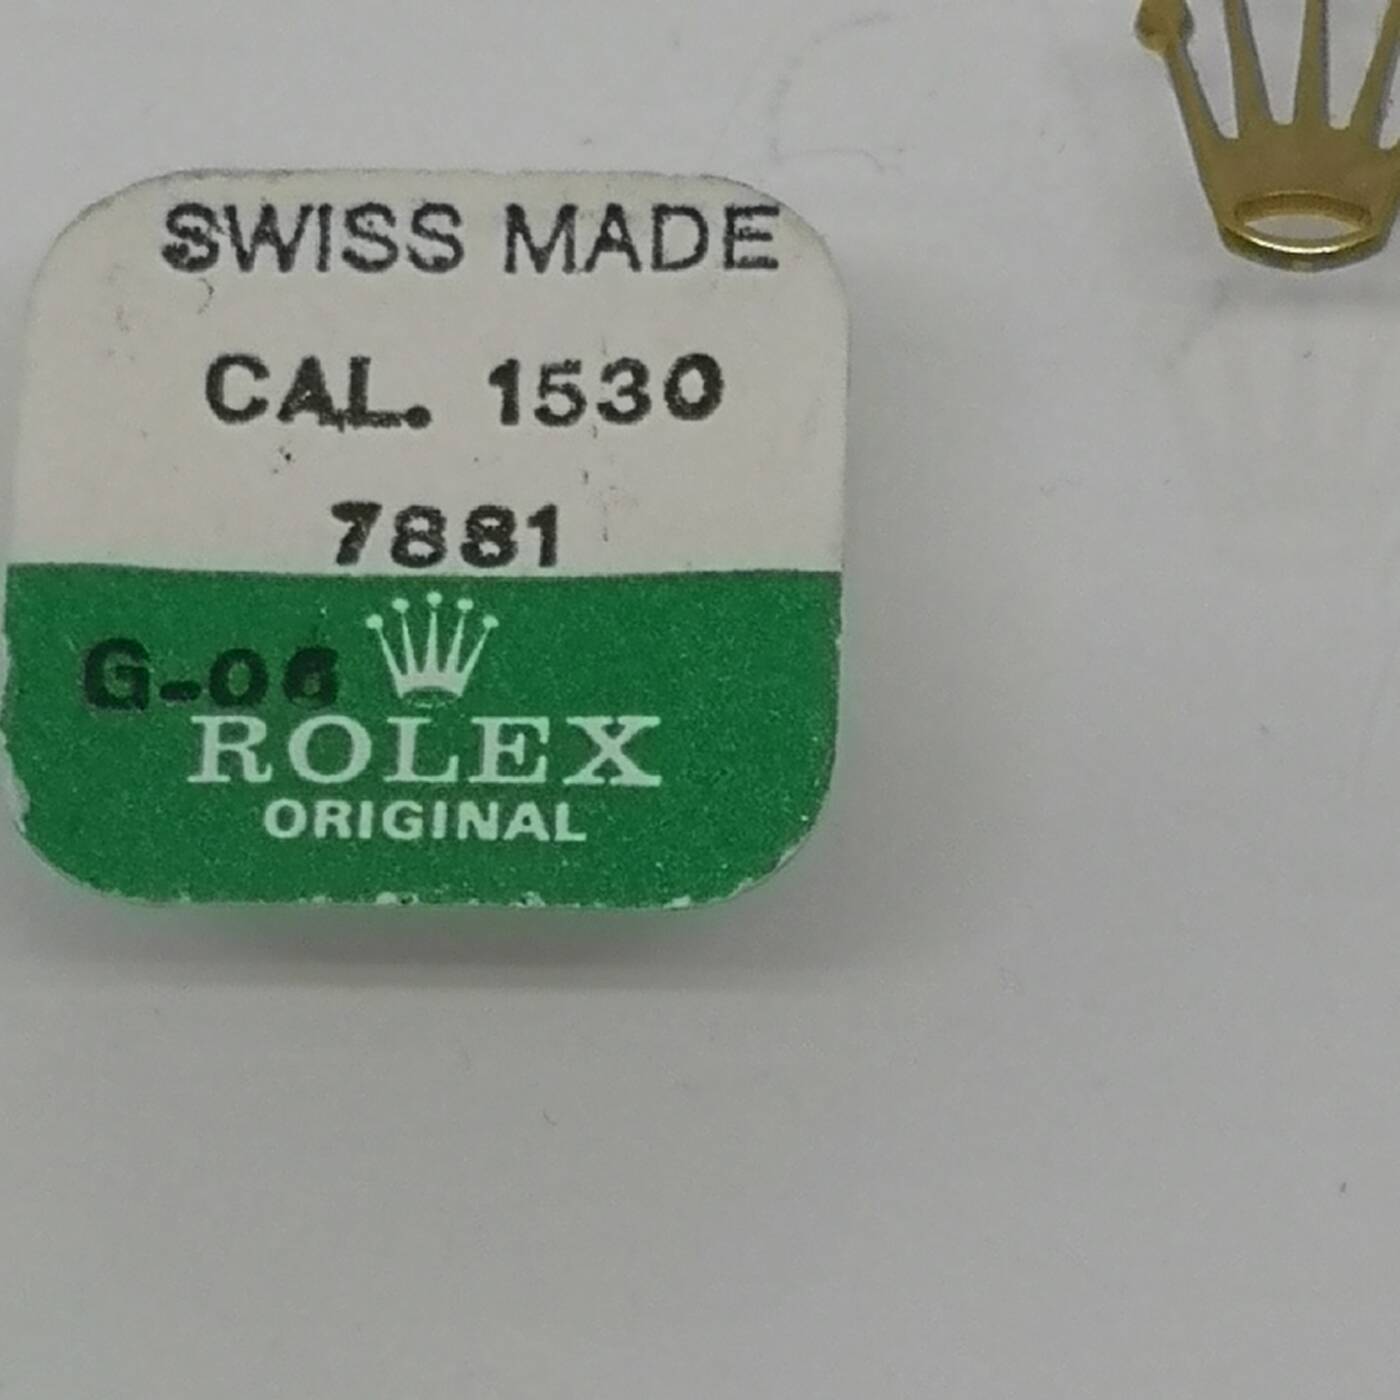 SWISS MADE
CAL. 1530
7881
G-06
ROLEX
ORIGINAL